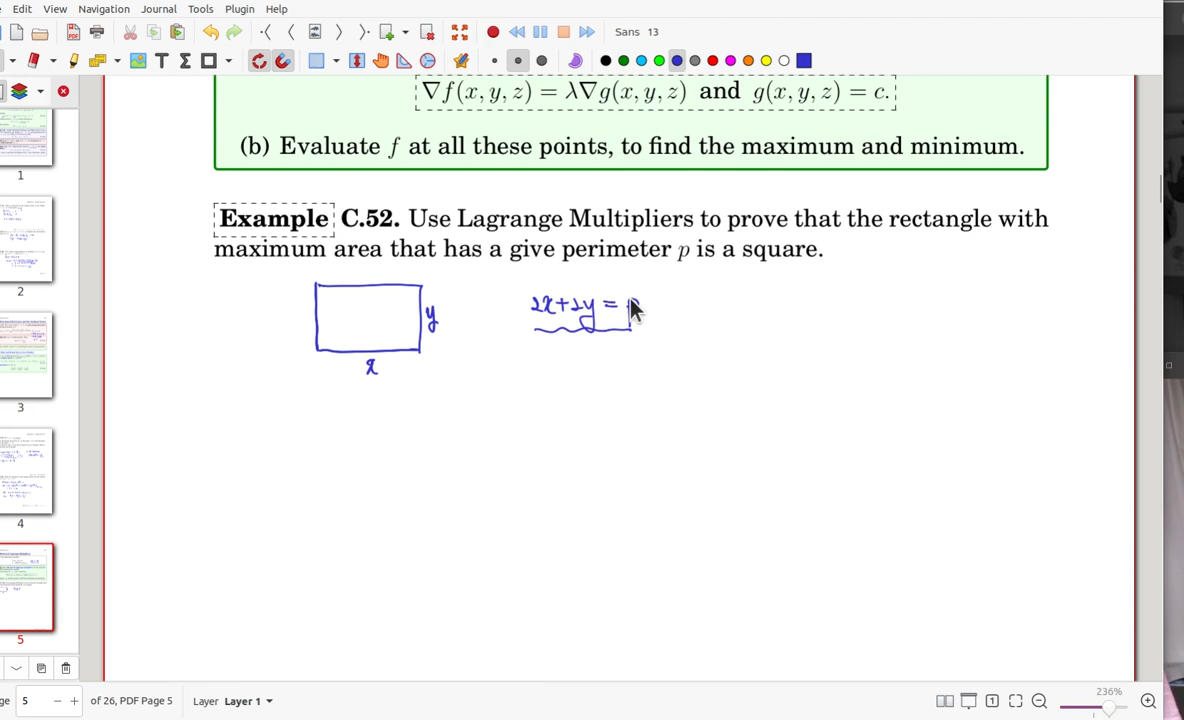 Edit View Navigation Journal Tools Plugin Help
Sans 13
∇f(x, y, z) = λ∇g(x, y, z) and g(x, y, z) = c.
(b) Evaluate f at all these points, to find the maximum and minimum.
Example C.52. Use Lagrange Multipliers to prove that the rectangle with
maximum area that has a give perimeter p is a square.
2x+2y =
y
x
1
2
3
4
5
ge 5 − + of 26, PDF Page 5 Layer Layer 1
236%